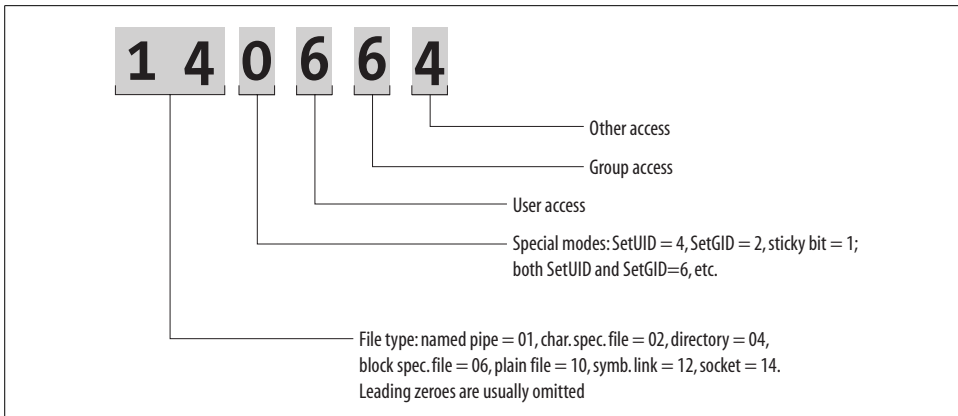 1 4 0 6 6 4
Other access
Group access
User access
Special modes: SetUID = 4, SetGID = 2, sticky bit = 1;
both SetUID and SetGID=6, etc.
File type: named pipe = 01, char. spec. file = 02, directory = 04,
block spec. file = 06, plain file = 10, symb. link = 12, socket = 14.
Leading zeroes are usually omitted